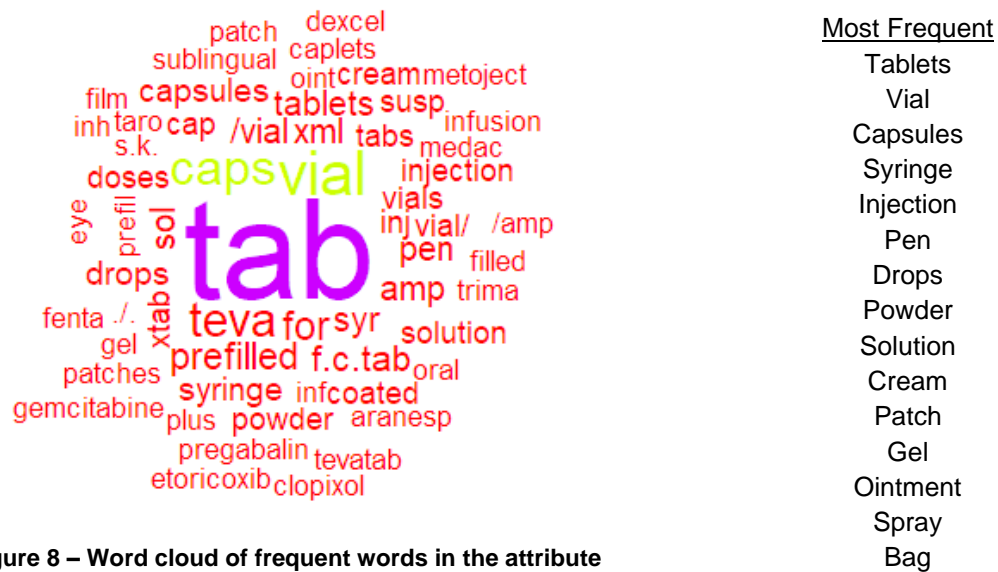 patch dexcel
sublingual caplets
oint cream metoject
film capsules tablets susp
inh taro cap /vial xml tabs infusion
s.k. medac
doses caps vial injection
vials
eye prefil sol tab inj vial/ /amp
pen filled
drops amp trima
fenta ./. xtab teva for syr solution
gel prefilled f.c.tab oral
patches syringe inf coated
gemcitabine plus powder aranesp
pregabalin tevatab
etoricoxib clopixol
gure 8 – Word cloud of frequent words in the attribute
Most Frequent
Tablets
Vial
Capsules
Syringe
Injection
Pen
Drops
Powder
Solution
Cream
Patch
Gel
Ointment
Spray
Bag